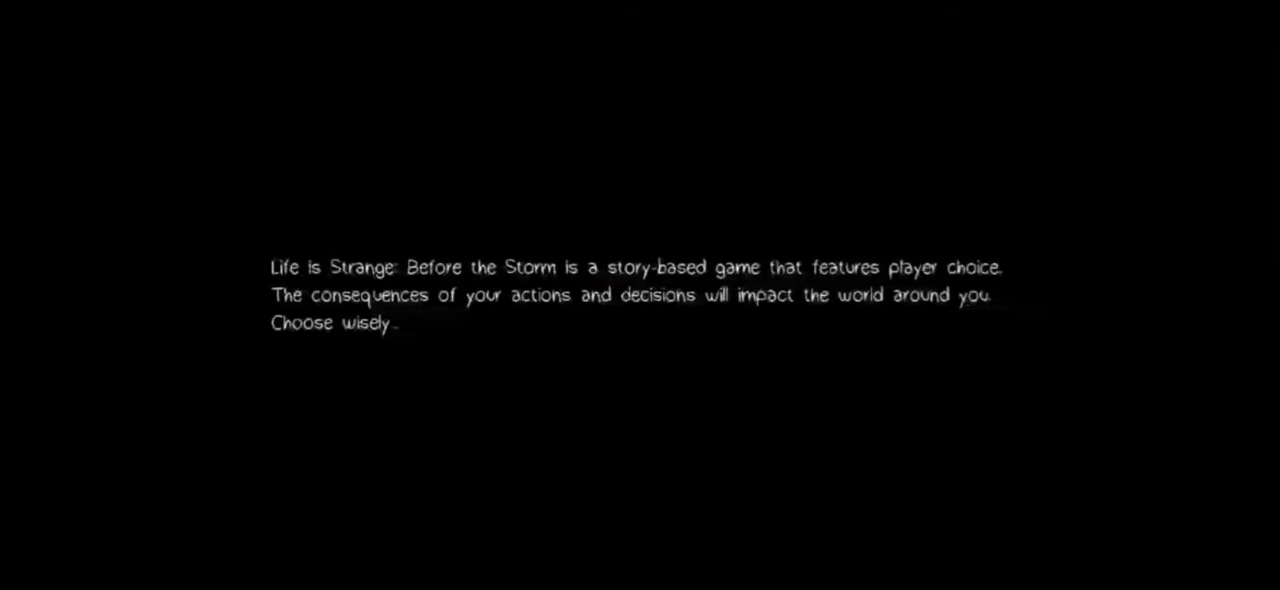 Life is Strange: Before the Storm is a story-based game that features player choice.
The consequences of your actions and decisions will impact the world around you.
Choose wisely...